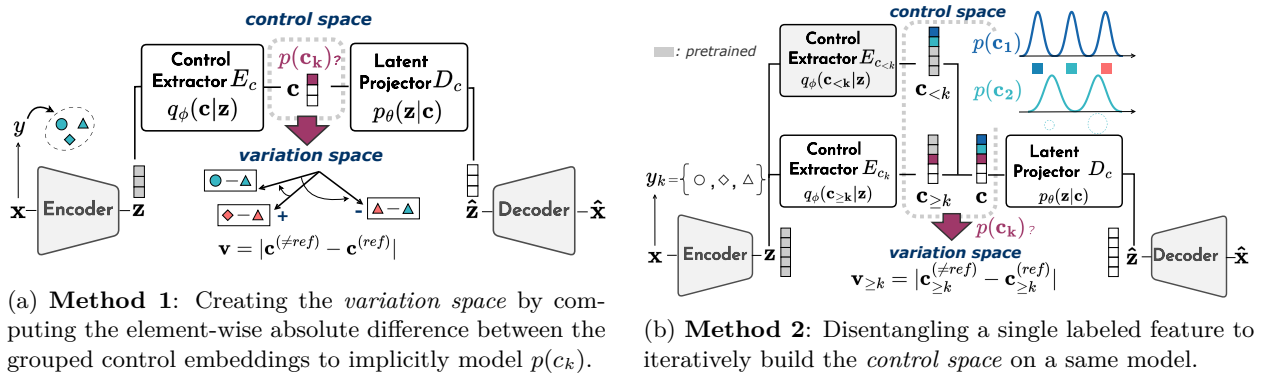 control space
Control
Extractor E_c
q_ϕ(c|z)
p(c_k)?
c
Latent
Projector D_c
p_θ(z|c)
y
variation space
+
-
x
Encoder
z
ẑ
Decoder
x̂
v = |c^(≠ref) − c^(ref)|
(a) Method 1: Creating the variation space by com-
puting the element-wise absolute difference between the
grouped control embeddings to implicitly model p(c_k).
control space
: pretrained
Control
Extractor E_c<k
q_ϕ(c_<k|z)
c_<k
p(c_1)
p(c_2)
y_k = { ○ , ◇ , △ }
Control
Extractor E_c_k
q_ϕ(c_≥k|z)
c_≥k
c
Latent
Projector D_c
p_θ(z|c)
p(c_k)?
variation space
x
Encoder
z
ẑ
Decoder
x̂
v_≥k = |c_≥k^(≠ref) − c_≥k^(ref)|
(b) Method 2: Disentangling a single labeled feature to
iteratively build the control space on a same model.